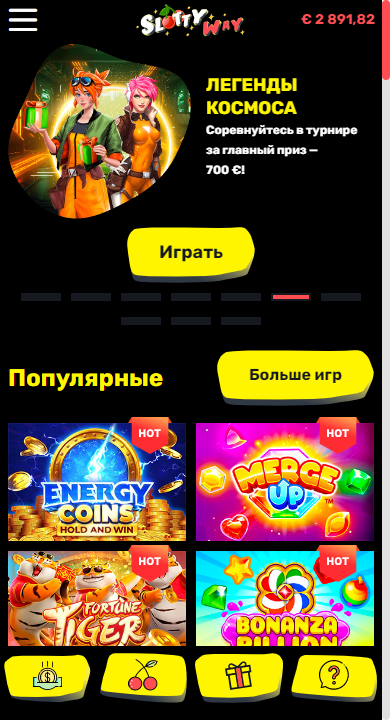 SLOTTY WAY
€ 2 891,82
ЛЕГЕНДЫ
КОСМОСА
Соревнуйтесь в турнире
за главный приз —
700 €!
Играть
Популярные
Больше игр
HOT
HOT
ENERGY
COINS
HOLD AND WIN
MERGE
UP™
HOT
HOT
FORTUNE
TIGER
BONANZA
BILLION